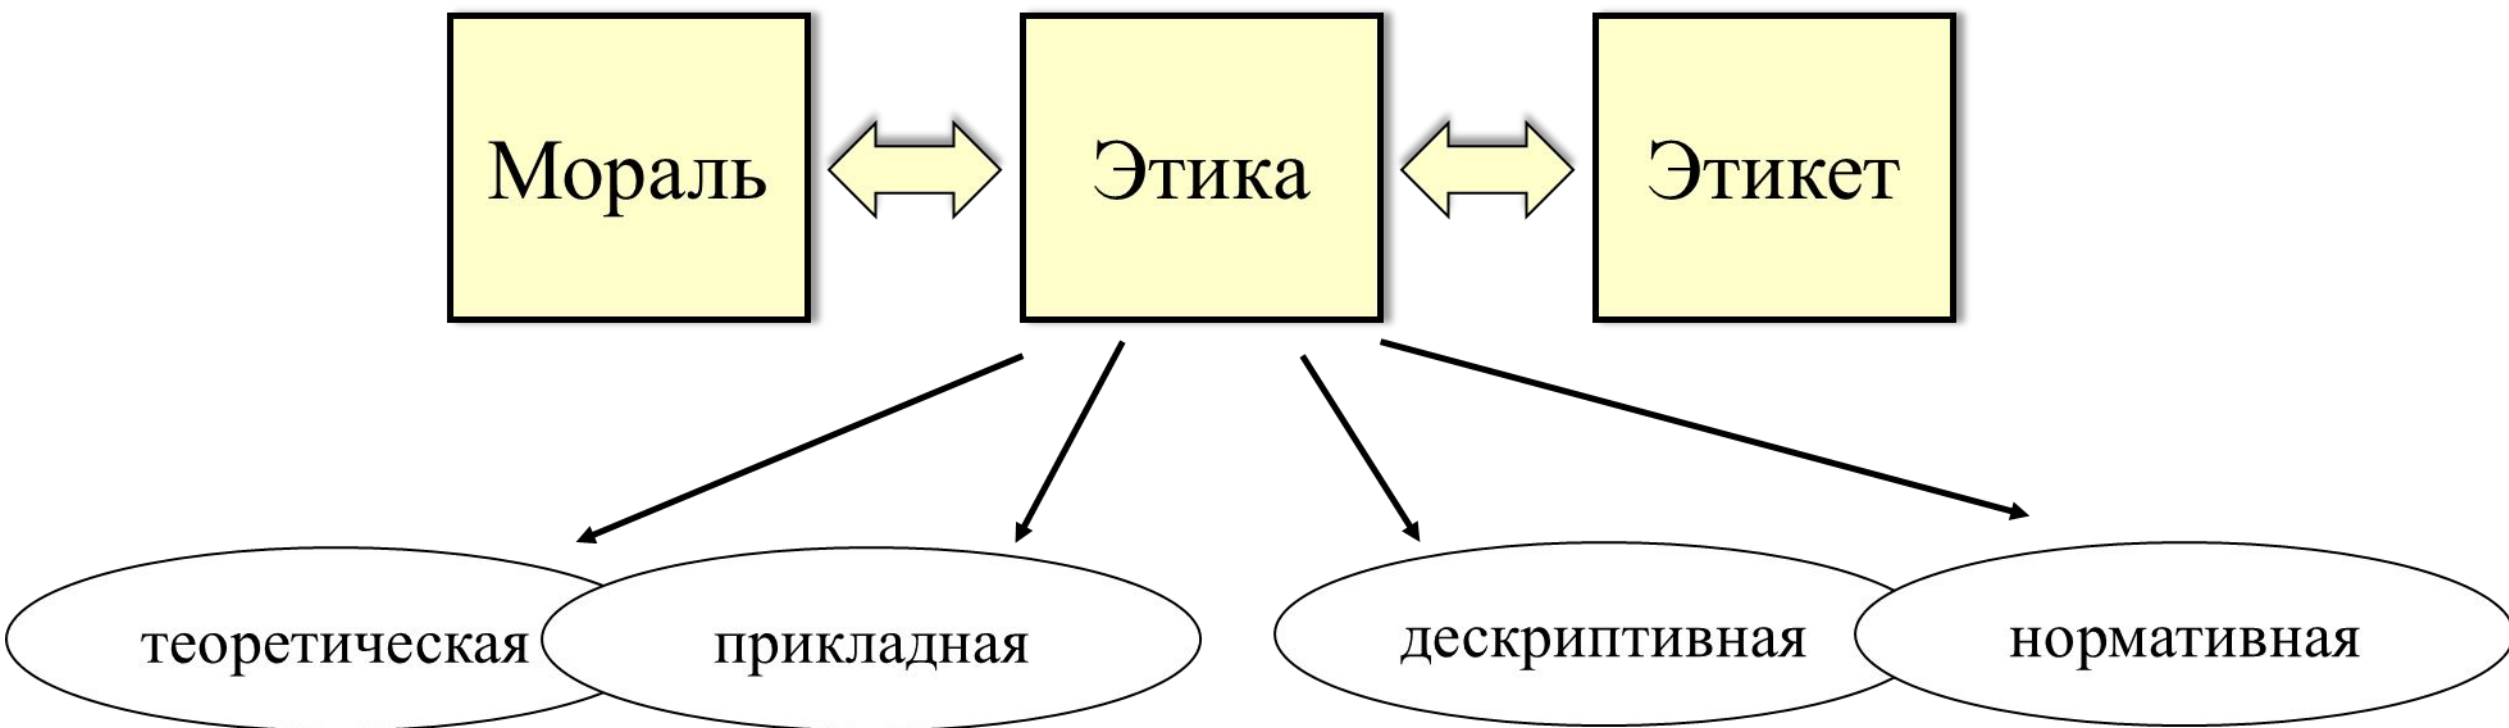 Мораль
Этика
Этикет
теоретическая
прикладная
дескриптивная
нормативная